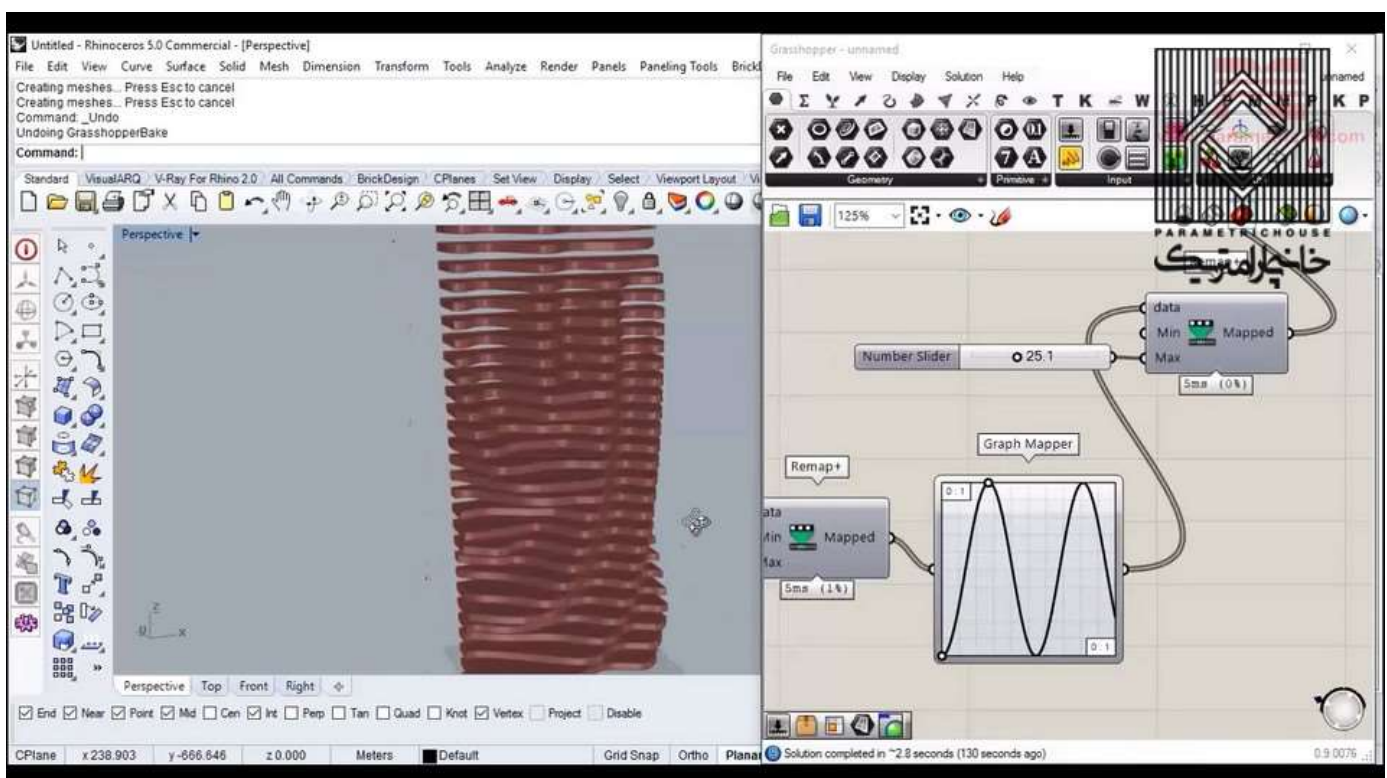 Untitled - Rhinoceros 5.0 Commercial - [Perspective]
File Edit View Curve Surface Solid Mesh Dimension Transform Tools Analyze Render Panels Paneling Tools
Creating meshes... Press Esc to cancel
Creating meshes... Press Esc to cancel
Command: _Undo
Undoing GrasshopperBake
Command:
Standard VisualARQ V-Ray For Rhino 2.0 All Commands BrickDesign CPlanes Set View Display Select Viewport Layout
Perspective
z
x
Perspective Top Front Right
End Near Point Mid Cen Int Perp Tan Quad Knot Vertex Project Disable
CPlane x 238.903 y -666.646 z 0.000 Meters Default Grid Snap Ortho Planar
Grasshopper - unnamed
File Edit View Display Solution Help
T K W K P
Geometry Primitive Input
125%
PARAMETRICHOUSE
خانه پارامتریک
data
Min Mapped
Max
5ms (0%)
Number Slider 25.1
Graph Mapper
Remap+
0:1
Mapped
5ms (1%)
0:1
Solution completed in ~2.8 seconds (130 seconds ago)
0.9.0076